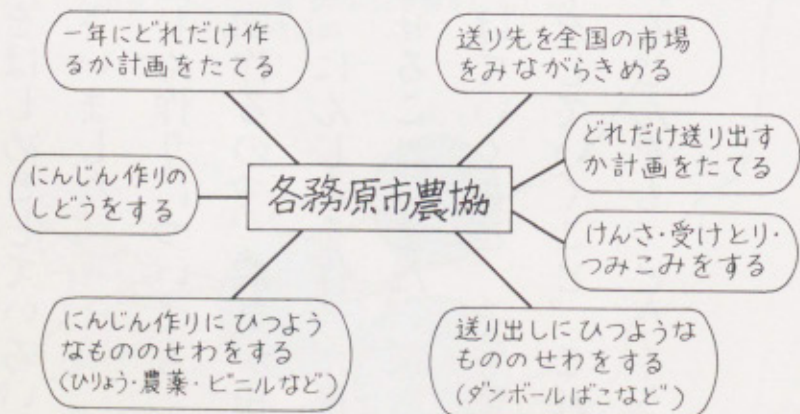 一年にどれだけ作
るか計画をたてる
送り先を全国の市場
をみながらきめる
どれだけ送り出す
か計画をたてる
にんじん作りの
しどうをする
各務原市農協
けんさ・受けとり・
つみこみをする
にんじん作りにひつよう
なもののせわをする
(ひりょう・農薬・ビニルなど)
送り出しにひつような
もののせわをする
(ダンボールばこなど)